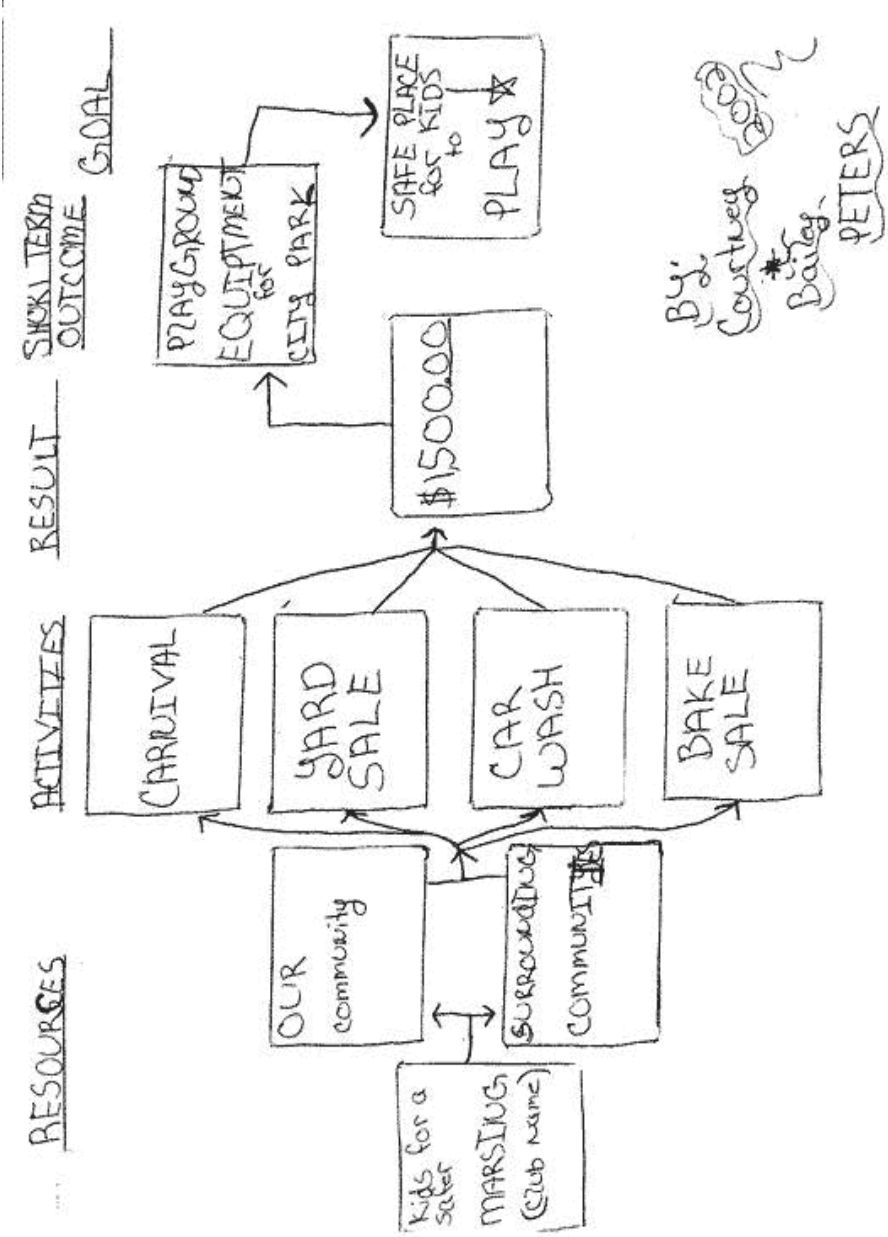 RESOURCES
ACTIVITIES
RESULT
SHORT TERM
OUTCOME
GOAL
Kids for a
safer
MARSING
(Club name)
OUR
community
SURROUNDING
COMMUNITIES
CARNIVAL
YARD
SALE
CAR
WASH
BAKE
SALE
$1500.00
PLAYGROUND
EQUIPTMENT
for
CITY PARK
SAFE PLACE
for KIDS
to
PLAY
By:
Courtney
Bailey
PETERS
2002